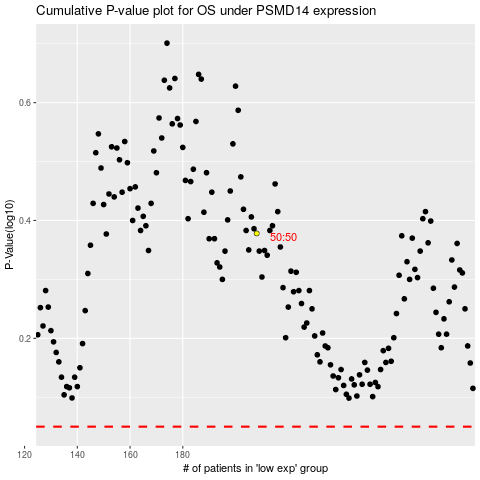 Cumulative P-value plot for OS under PSMD14 expression
P-Value(log10)
0.6
0.4
0.2
50:50
120 140 160 180
# of patients in 'low exp' group